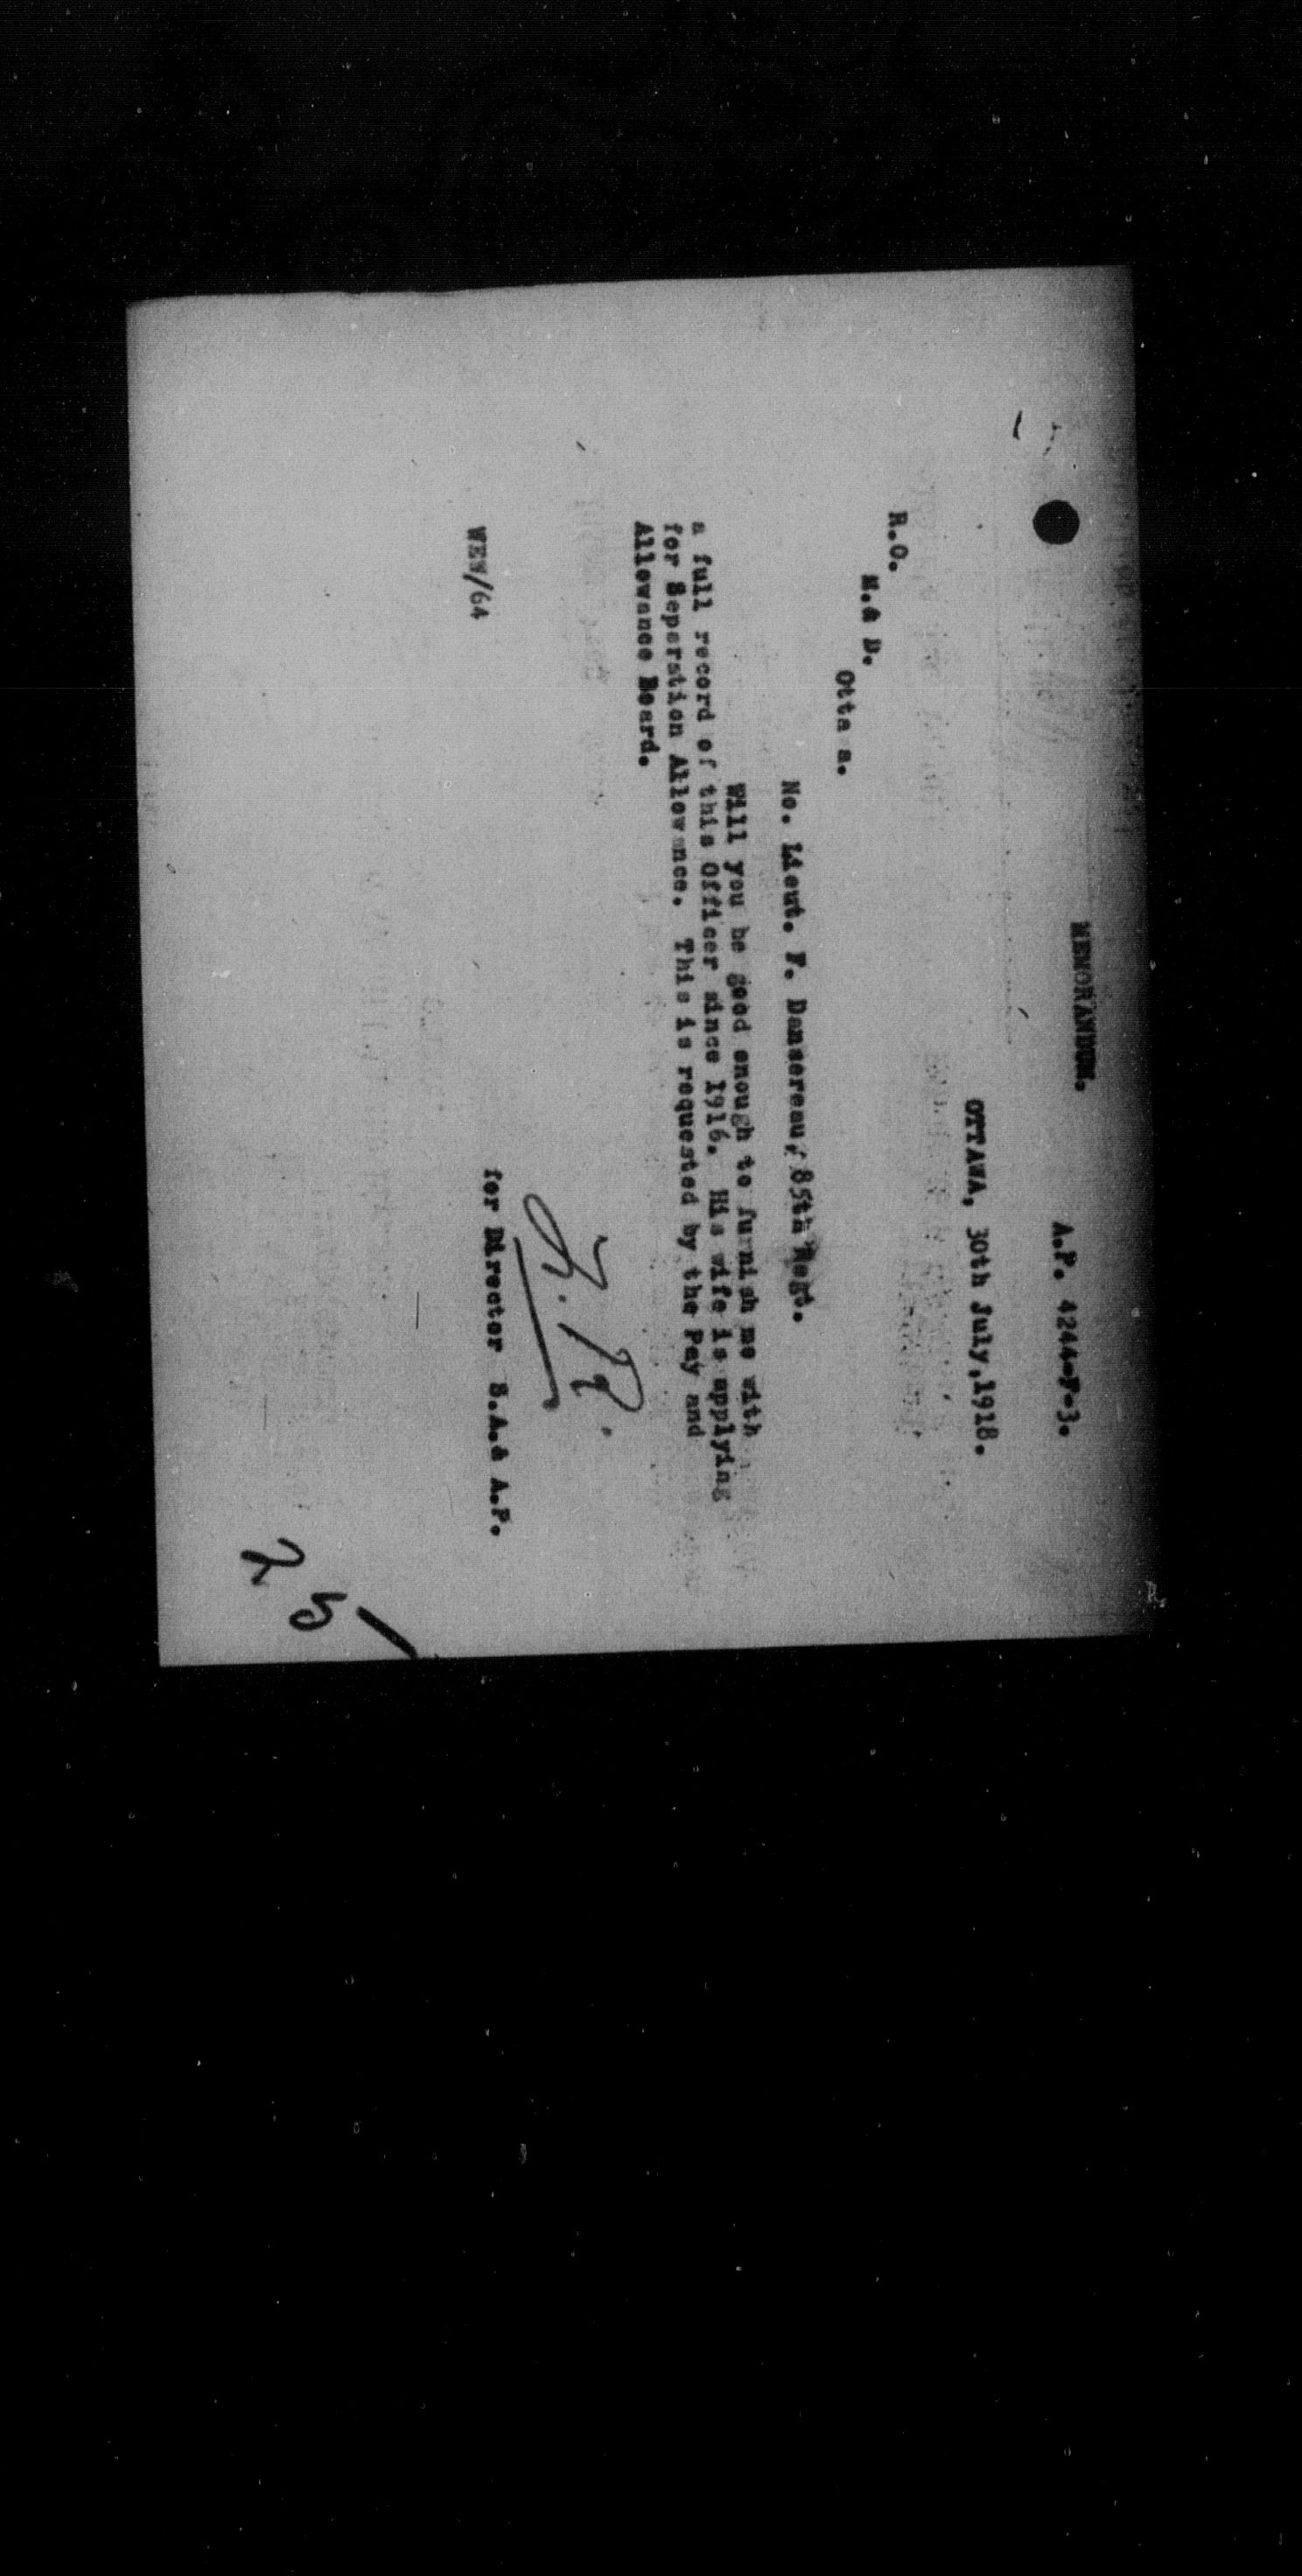 MEMORANDUM.
A.P. 4244-F-3.
OTTAWA, 30th July, 1918.
R.O.
M.& D.
Otta a.
No. Lieut. F. Dansereau, 85th Regt.
Will you be good enough to furnish me with
a full record of this Officer since 1916. His wife is applying
for Separation Allowance. This is requested by the Pay and
Allowance Board.
for Director S.A.& A.P.
WEW/64